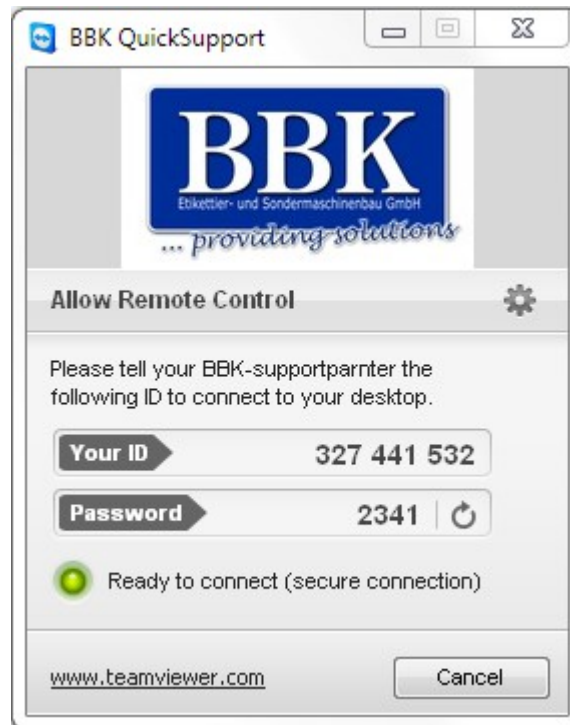 BBK QuickSupport
BBK
Etikettier- und Sondermaschinenbau GmbH
... providing solutions
Allow Remote Control
Please tell your BBK-supportparnter the
following ID to connect to your desktop.
Your ID 327 441 532
Password 2341
Ready to connect (secure connection)
www.teamviewer.com Cancel